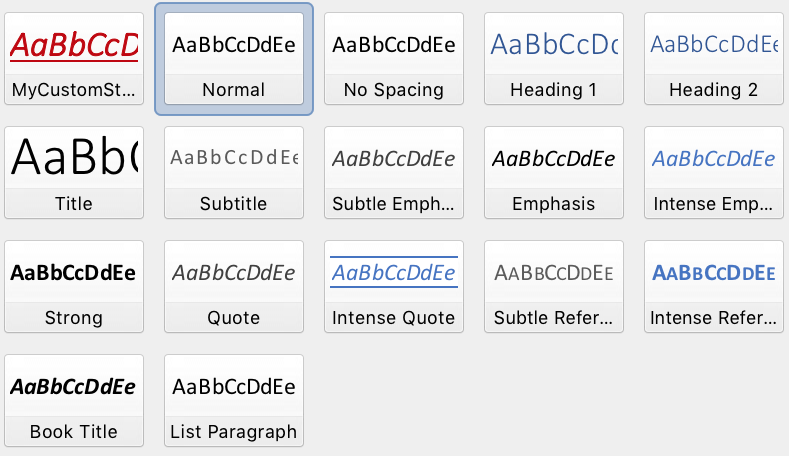 AaBbCcD
AaBbCcDdEe
AaBbCcDdEe
AaBbCcDc
AaBbCcDdE
MyCustomSt...
Normal
No Spacing
Heading 1
Heading 2
AaBb(
AaBbCcDdEe
AaBbCcDdEe
AaBbCcDdEe
AaBbCcDdEe
Title
Subtitle
Subtle Emph...
Emphasis
Intense Emp...
AaBbCcDdEe
AaBbCcDdEe
AaBbCcDdEe
AaBbCcDdEe
AaBbCcDdEe
Strong
Quote
Intense Quote
Subtle Refer...
Intense Refer...
AaBbCcDdEe
AaBbCcDdEe
Book Title
List Paragraph